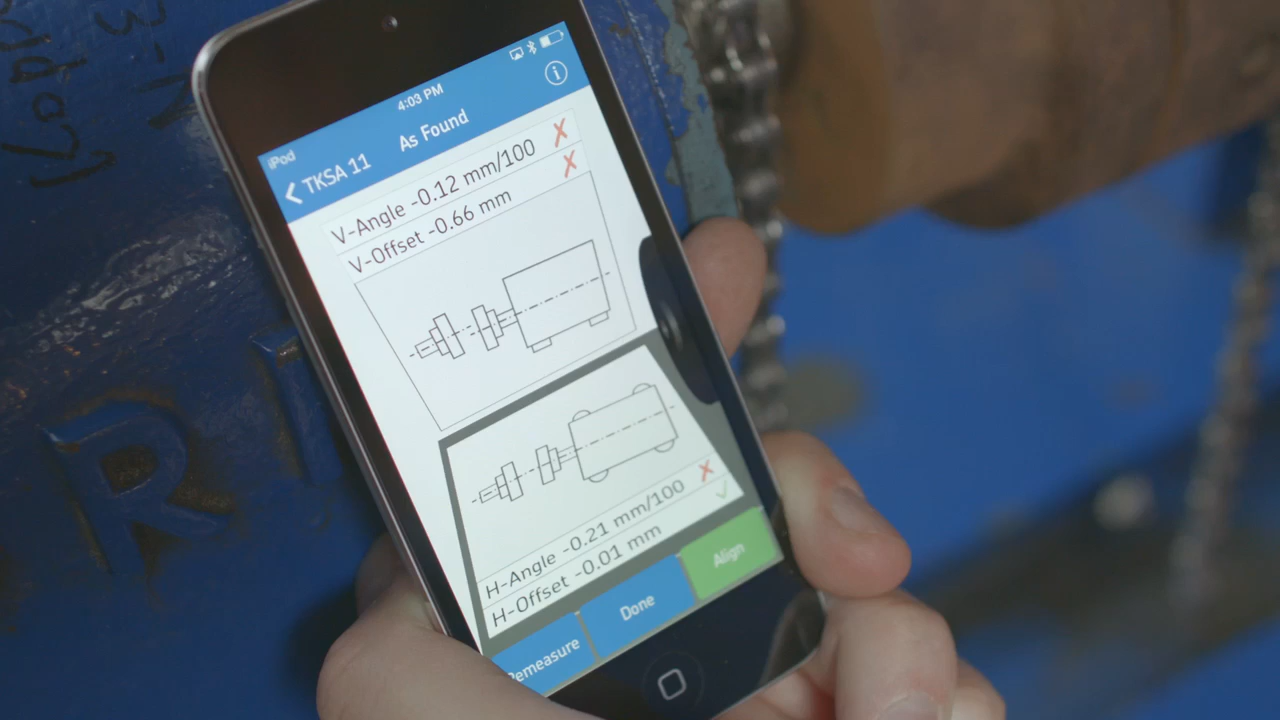 4:03 PM
iPod
TKSA 11
As Found
V-Angle -0.12 mm/100
V-Offset -0.66 mm
H-Angle -0.21 mm/100
H-Offset -0.01 mm
Remeasure
Done
Align
R